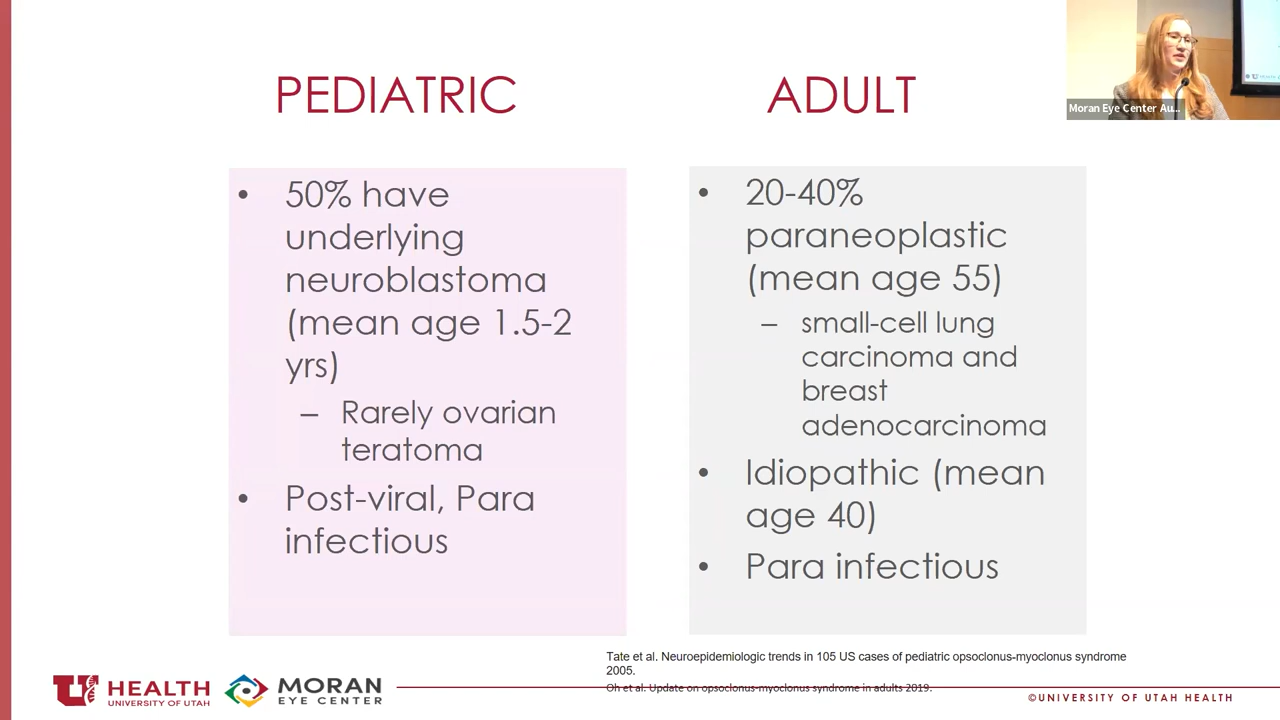 PEDIATRIC
ADULT
Moran Eye Center Au...
• 50% have
underlying
neuroblastoma
(mean age 1.5-2
yrs)
– Rarely ovarian
teratoma
• Post-viral, Para
infectious
• 20-40%
paraneoplastic
(mean age 55)
– small-cell lung
carcinoma and
breast
adenocarcinoma
• Idiopathic (mean
age 40)
• Para infectious
Tate et al. Neuroepidemiologic trends in 105 US cases of pediatric opsoclonus-myoclonus syndrome
2005.
Oh et al. Update on opsoclonus-myoclonus syndrome in adults 2019.
U HEALTH
UNIVERSITY OF UTAH
MORAN
EYE CENTER
©UNIVERSITY OF UTAH HEALTH